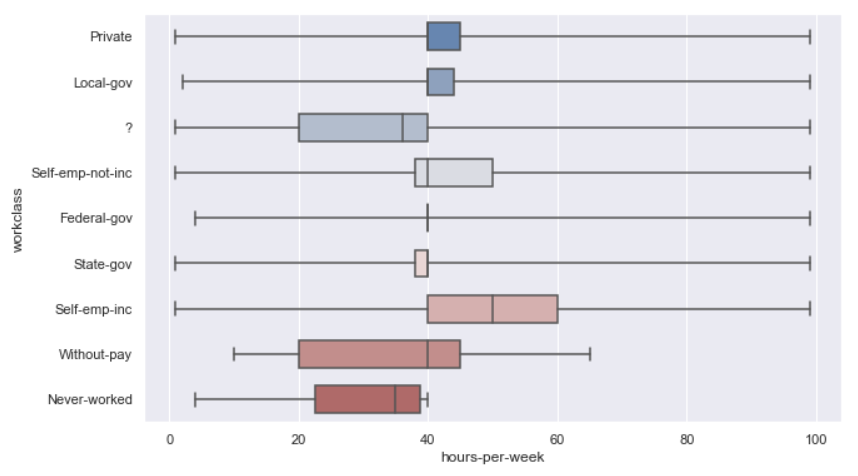 Private
Local-gov
?
Self-emp-not-inc
Federal-gov
State-gov
Self-emp-inc
Without-pay
Never-worked
workclass
0 20 40 60 80 100
hours-per-week